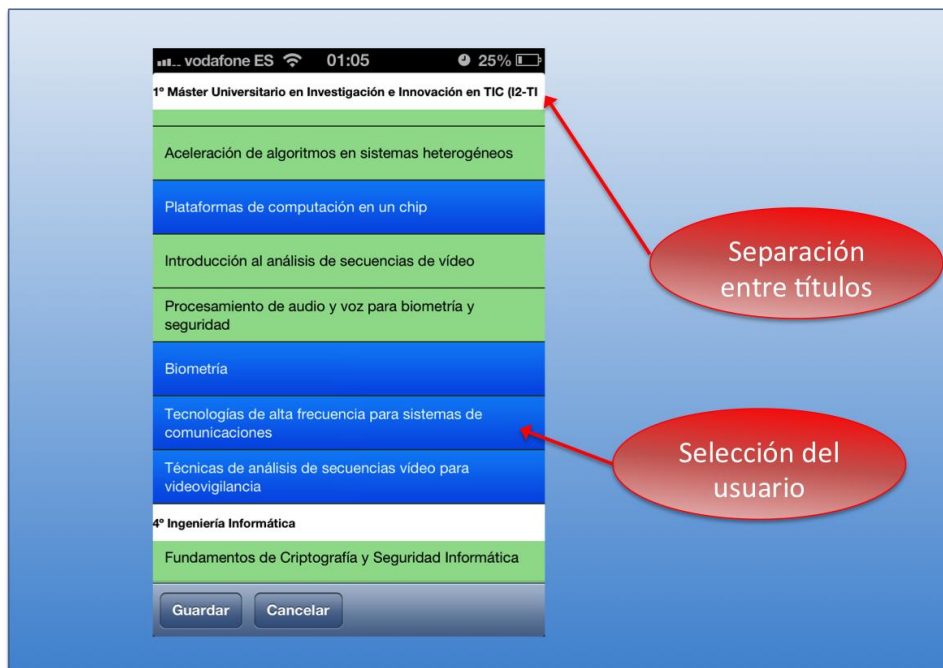 vodafone ES 01:05 25%
1º Máster Universitario en Investigación e Innovación en TIC (I2-TI
Aceleración de algoritmos en sistemas heterogéneos
Plataformas de computación en un chip
Introducción al análisis de secuencias de vídeo
Procesamiento de audio y voz para biometría y
seguridad
Biometría
Tecnologías de alta frecuencia para sistemas de
comunicaciones
Técnicas de análisis de secuencias vídeo para
videovigilancia
4º Ingeniería Informática
Fundamentos de Criptografía y Seguridad Informática
Guardar Cancelar
Separación
entre títulos
Selección del
usuario